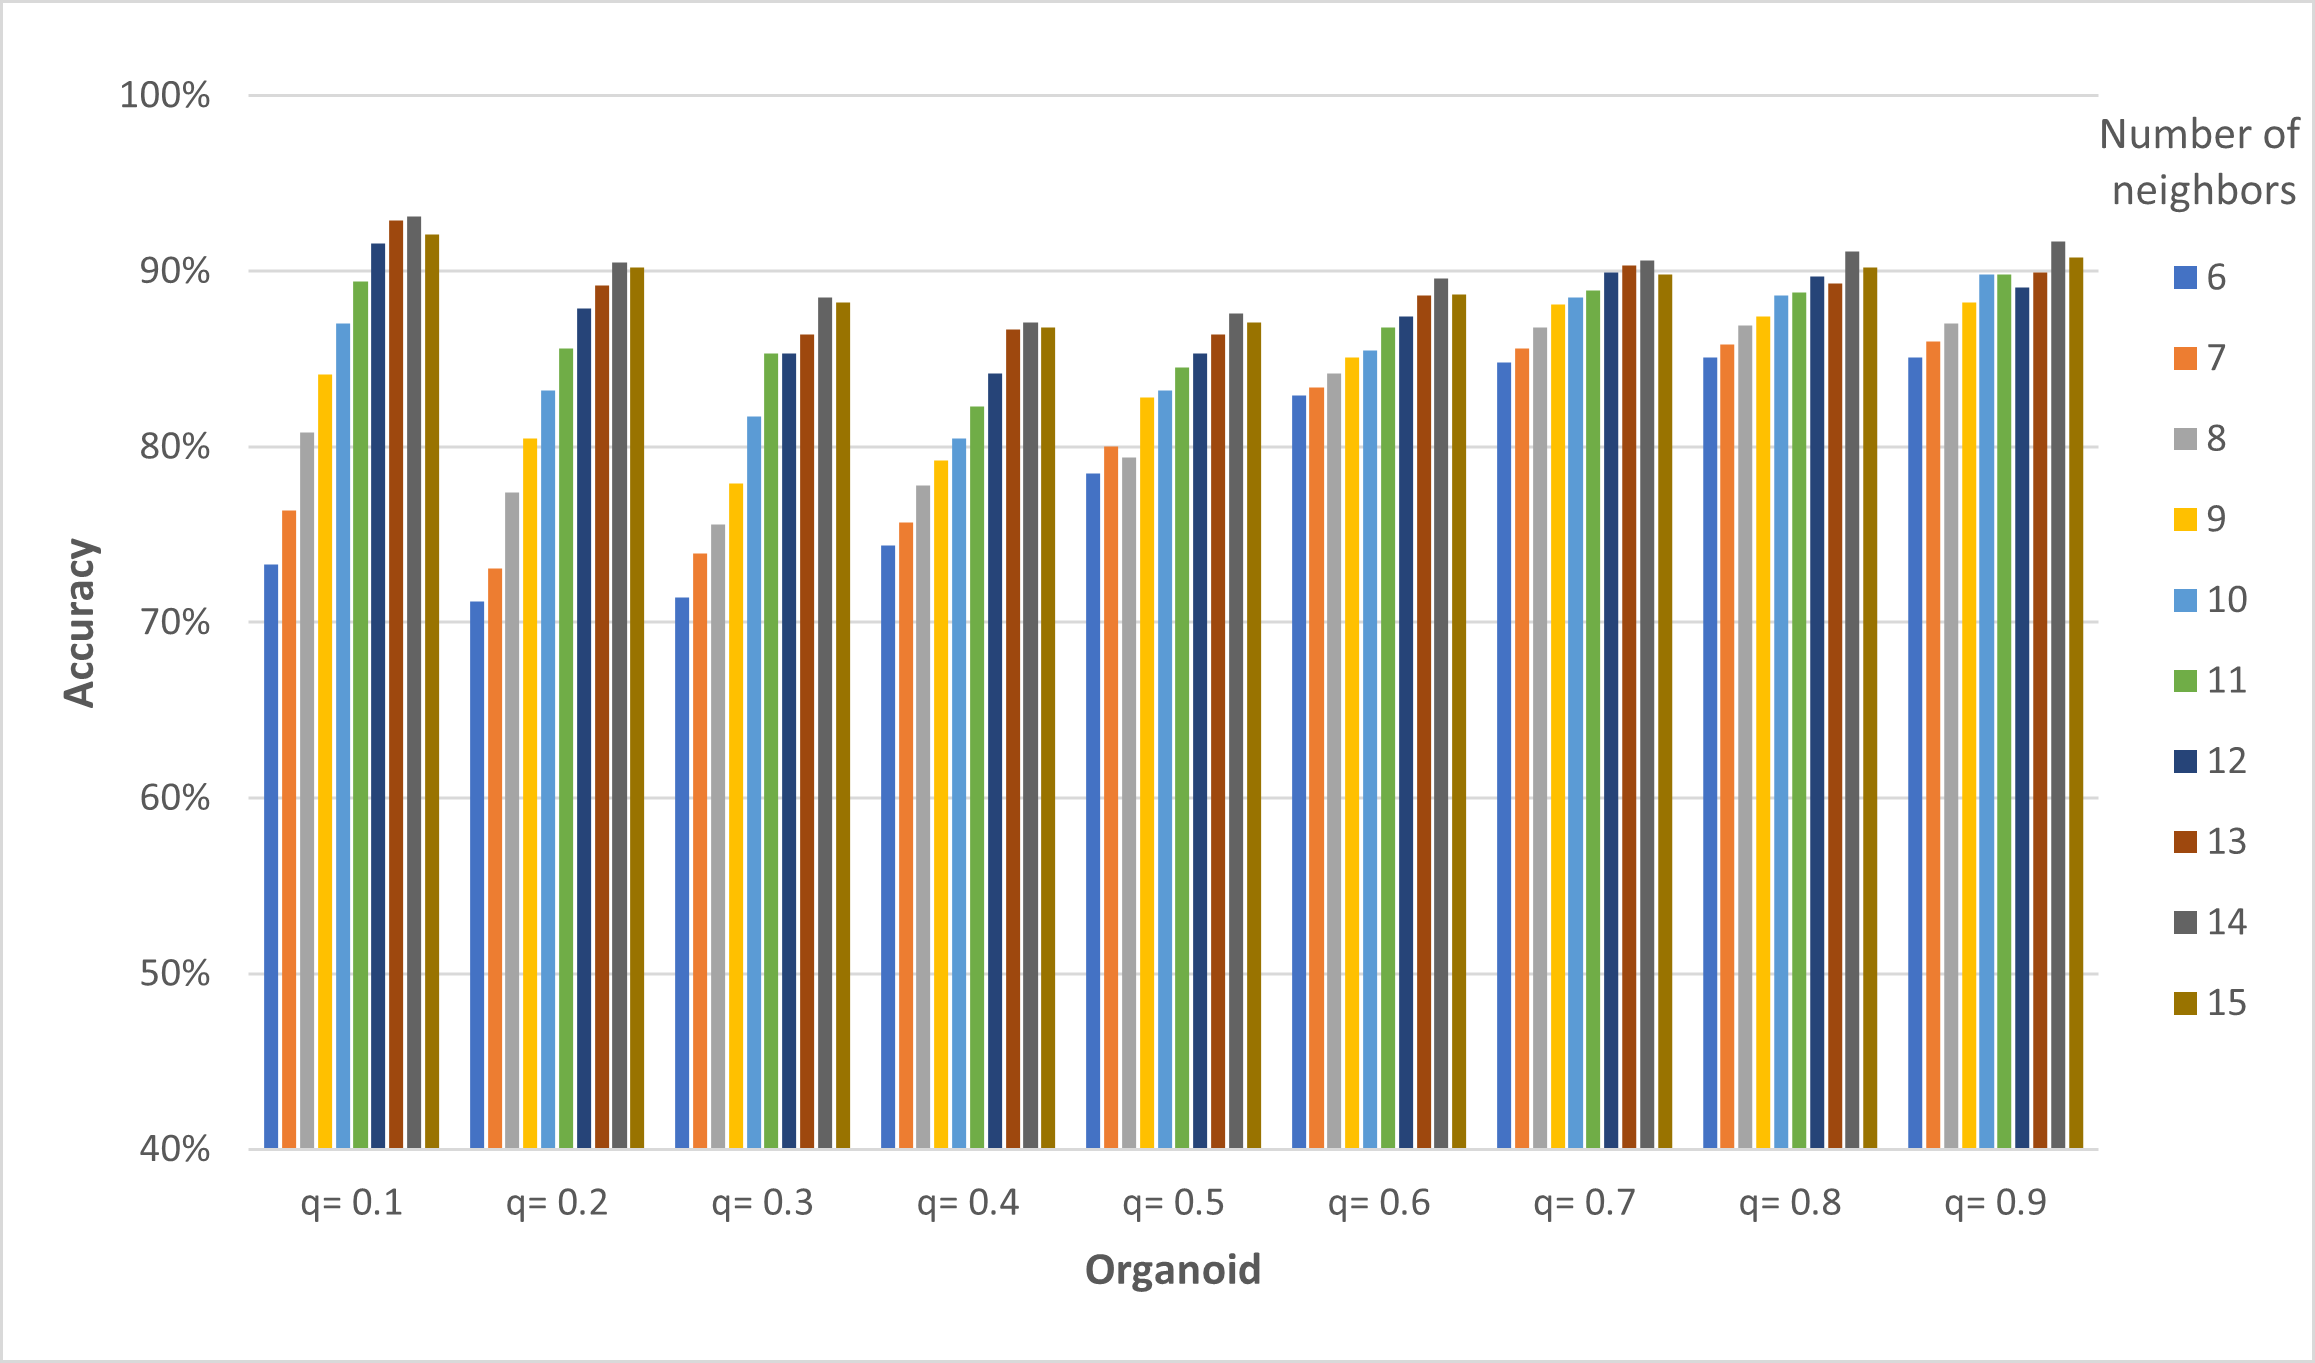 100%
90%
80%
70%
60%
50%
40%
Accuracy
q= 0.1
q= 0.2
q= 0.3
q= 0.4
q= 0.5
q= 0.6
q= 0.7
q= 0.8
q= 0.9
Organoid
Number of
neighbors
6
7
8
9
10
11
12
13
14
15